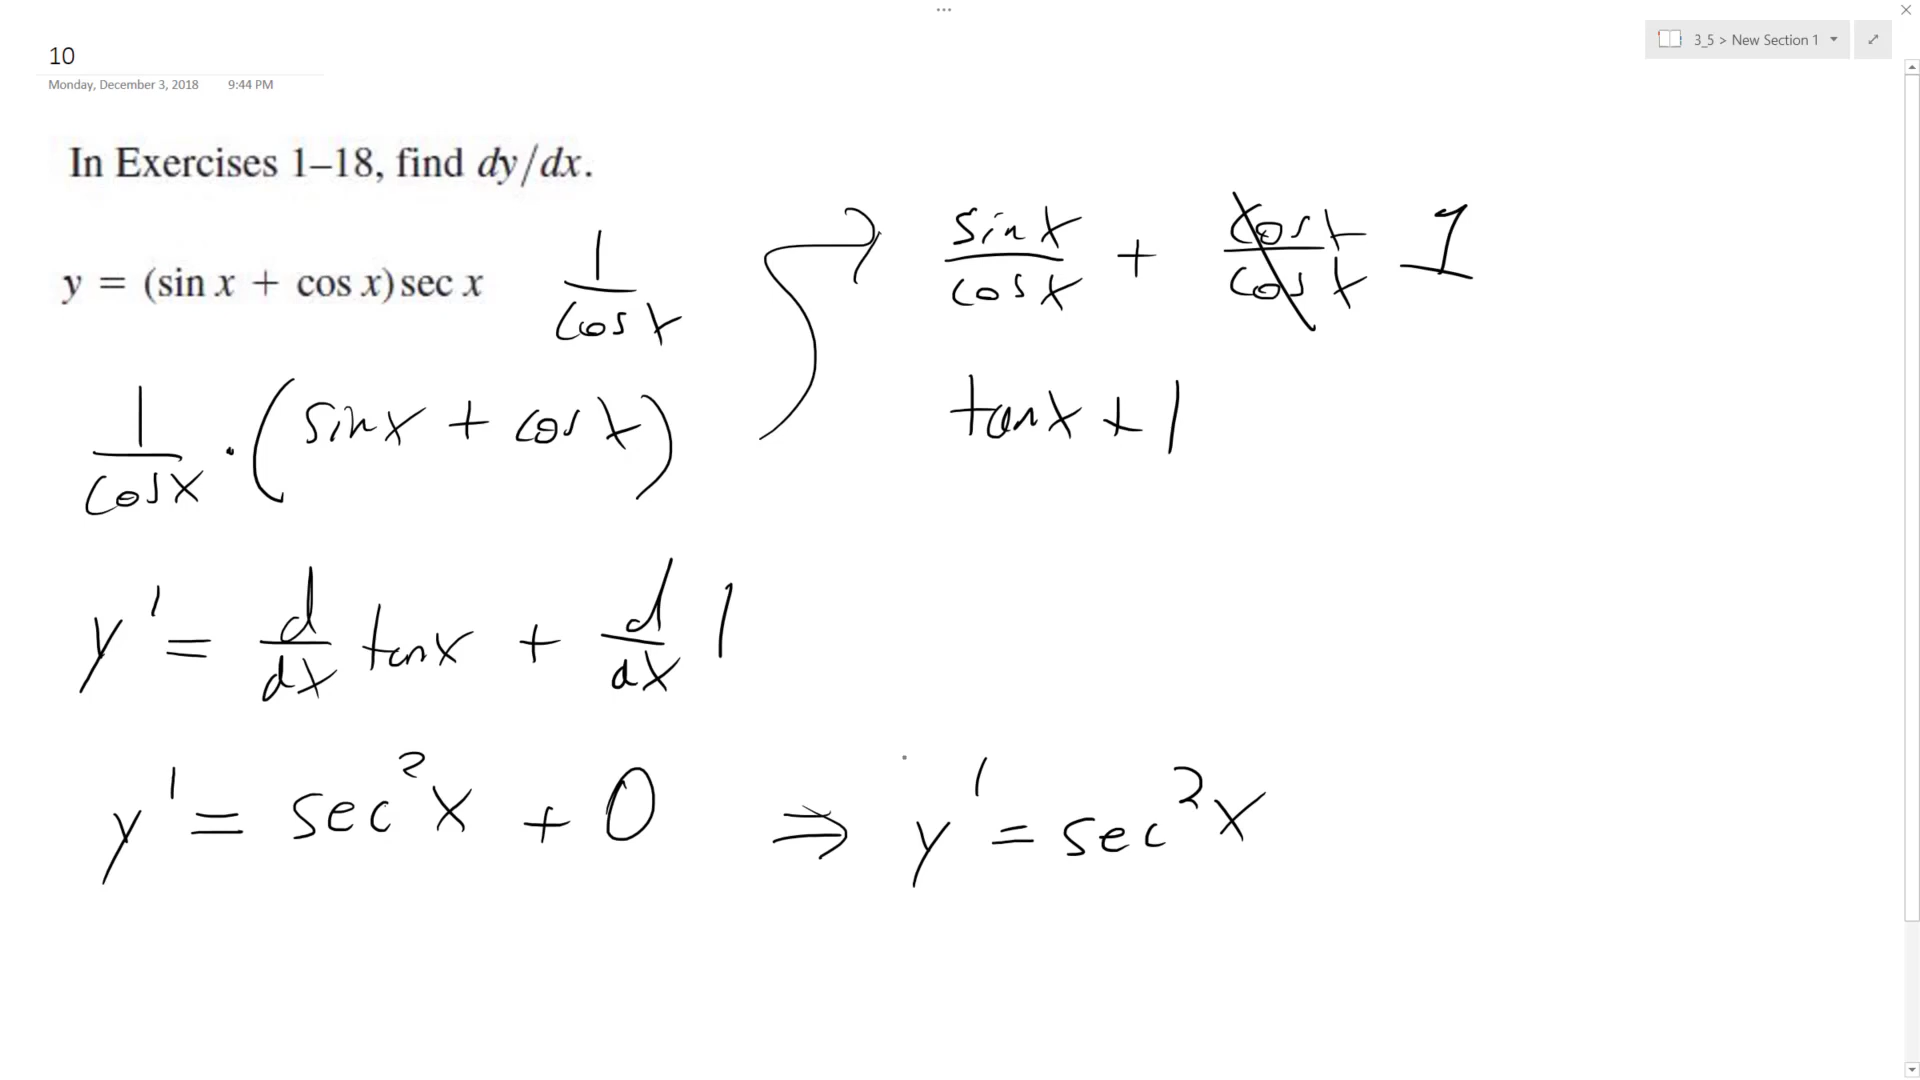 ...
3_5 > New Section 1
10
Monday, December 3, 2018 9:44 PM
In Exercises 1–18, find dy/dx.
y = (sin x + cos x) sec x
1/cos x
1/cos x · (sin x + cos x)
sin x/cos x + cos x/cos x 1
tan x + 1
y' = d/dx tan x + d/dx 1
y' = sec²x + 0 ⇒ y' = sec²x